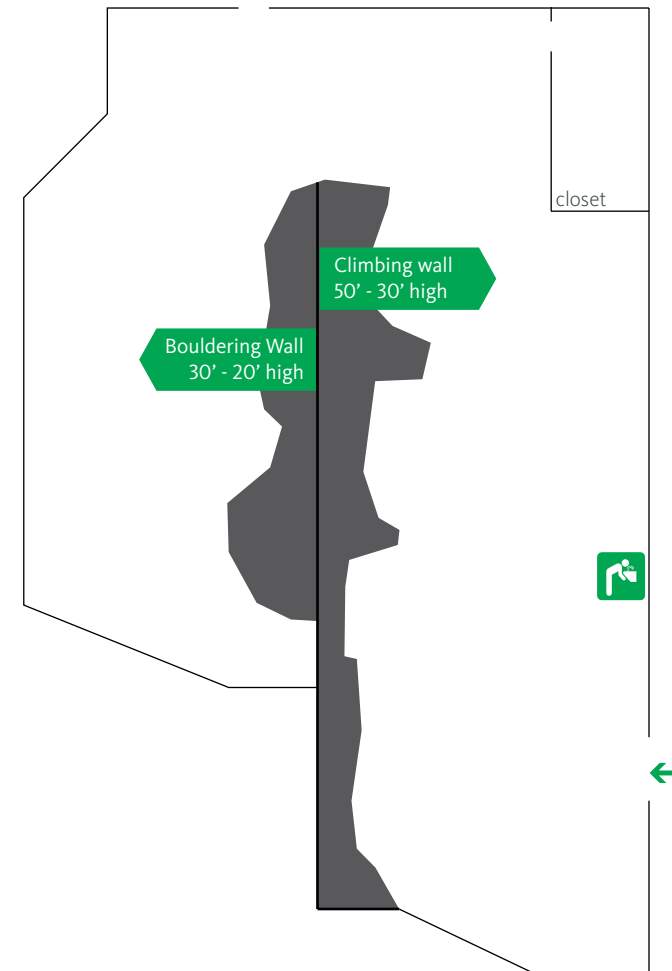 closet
Climbing wall
50’ - 30’ high
Bouldering Wall
30’ - 20’ high